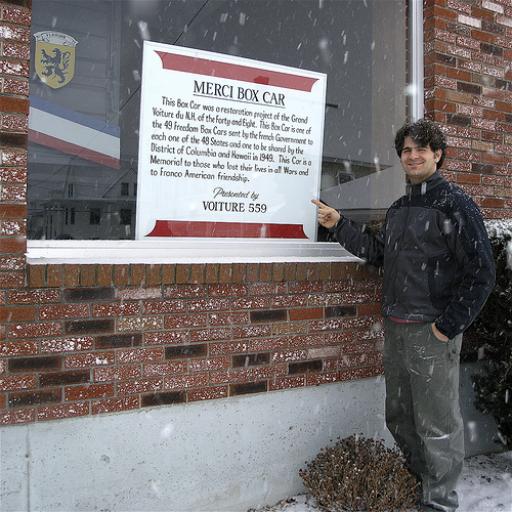 MERCI BOX CAR
This Box Car was a restoration project of the Grand
Voiture du N.H. of the Forty and Eight. This Box Car is one of
the 49 Freedom Box Cars sent by the French Government to
each one of the 48 States and one to be shared by the
District of Columbia and Hawaii in 1949. This Car is a
Memorial to those who lost their lives in all Wars and
to Franco American friendship.
Presented by
VOITURE 559